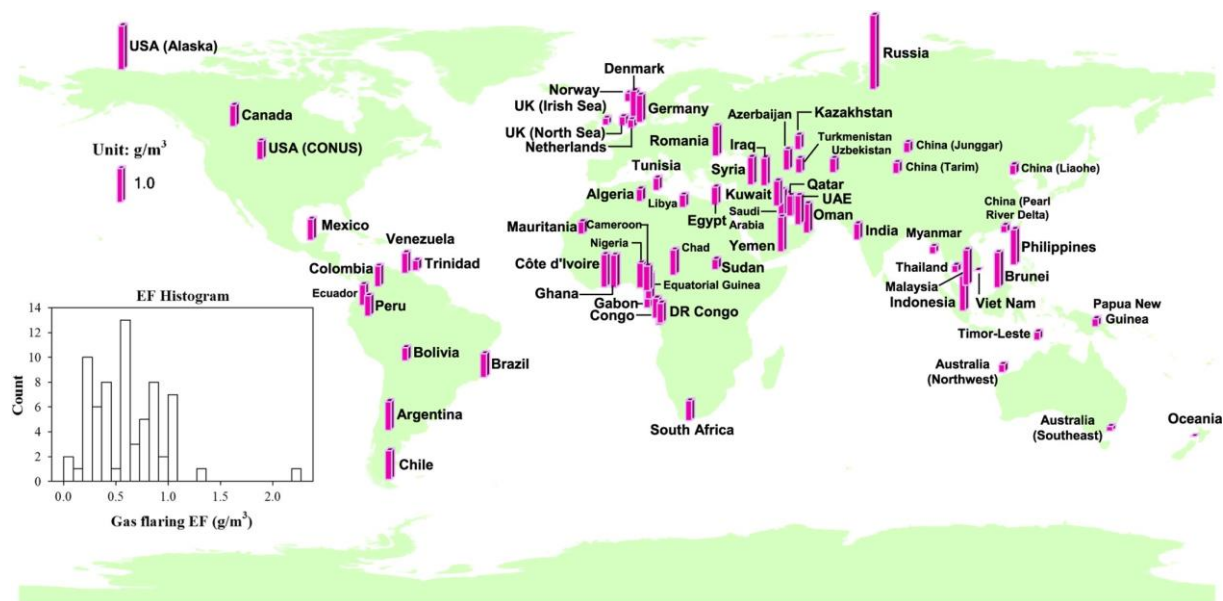 USA (Alaska)
Russia
Denmark
Norway
UK (Irish Sea)
Germany
Canada
Azerbaijan
Kazakhstan
UK (North Sea)
Netherlands
Romania
Turkmenistan
Uzbekistan
China (Junggar)
USA (CONUS)
Unit: g/m³
1.0
Iraq
Syria
China (Tarim)
China (Liaohe)
Tunisia
Algeria
Libya
Kuwait
Qatar
UAE
Saudi
Arabia
Oman
Egypt
China (Pearl
River Delta)
Mexico
Mauritania
Cameroon
Yemen
India
Myanmar
Philippines
Venezuela
Trinidad
Colombia
Nigeria
Chad
Côte d'Ivoire
Sudan
Thailand
Brunei
Ecuador
Peru
Ghana
Equatorial Guinea
Gabon
Congo
DR Congo
Malaysia
Indonesia
Viet Nam
Papua New
Guinea
Timor-Leste
Bolivia
Brazil
Australia
(Northwest)
Argentina
South Africa
Australia
(Southeast)
Oceania
Chile
EF Histogram
14
12
10
8
6
4
2
0
Count
0.0 0.5 1.0 1.5 2.0
Gas flaring EF (g/m³)